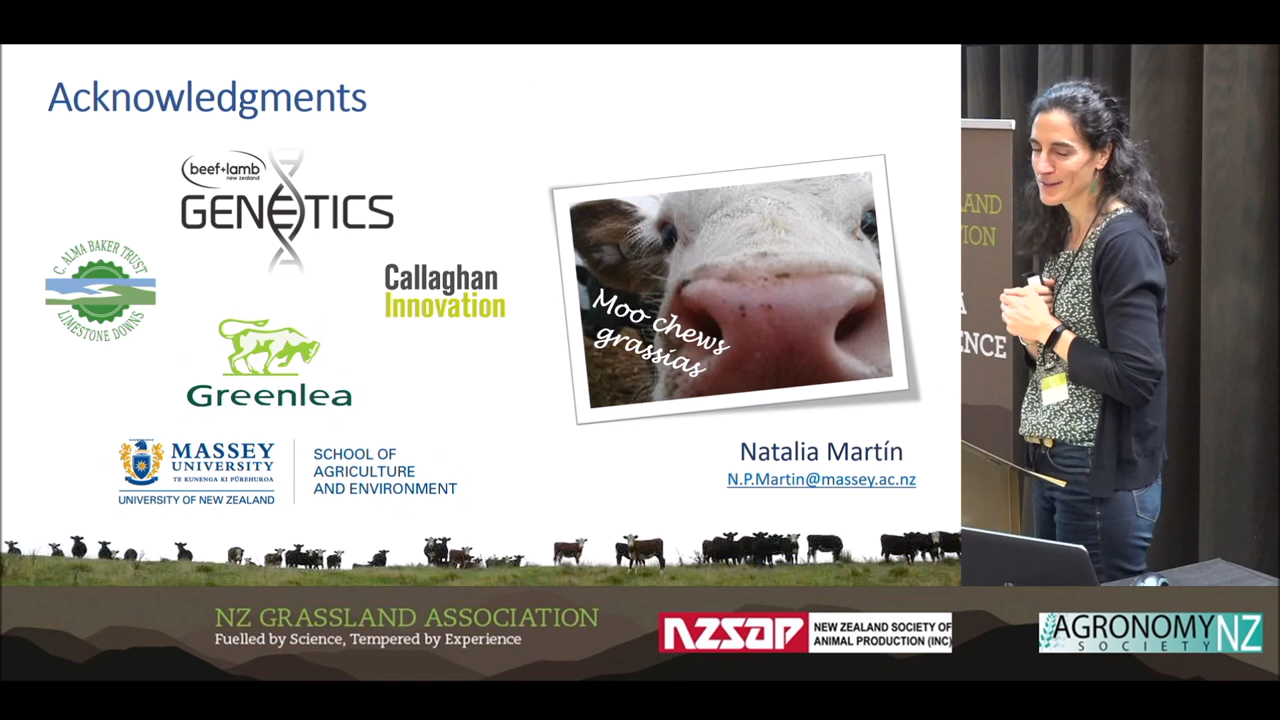 Acknowledgments
beef+lamb
new zealand
GENETICS
C. ALMA BAKER TRUST
LIMESTONE DOWNS
Callaghan
Innovation
Greenlea
MASSEY
UNIVERSITY
TE KUNENGA KI PŪREHUROA
UNIVERSITY OF NEW ZEALAND
SCHOOL OF
AGRICULTURE
AND ENVIRONMENT
Moo chews
grassias
Natalia Martín
N.P.Martin@massey.ac.nz
LAND
TION
A
ENCE
NZ GRASSLAND ASSOCIATION
Fuelled by Science, Tempered by Experience
NZSAP
NEW ZEALAND SOCIETY OF
ANIMAL PRODUCTION (INC)
AGRONOMY NZ
SOCIETY